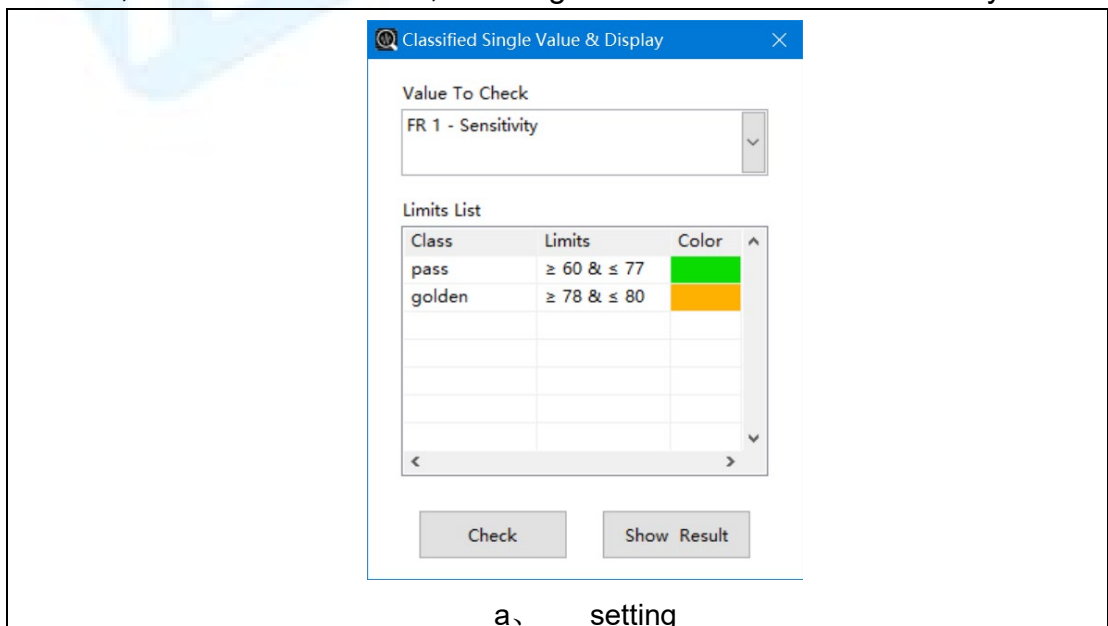 Classified Single Value & Display
Value To Check
FR 1 - Sensitivity
Limits List
Class Limits Color
pass ≥ 60 & ≤ 77
golden ≥ 78 & ≤ 80
Check Show Result
a、 setting